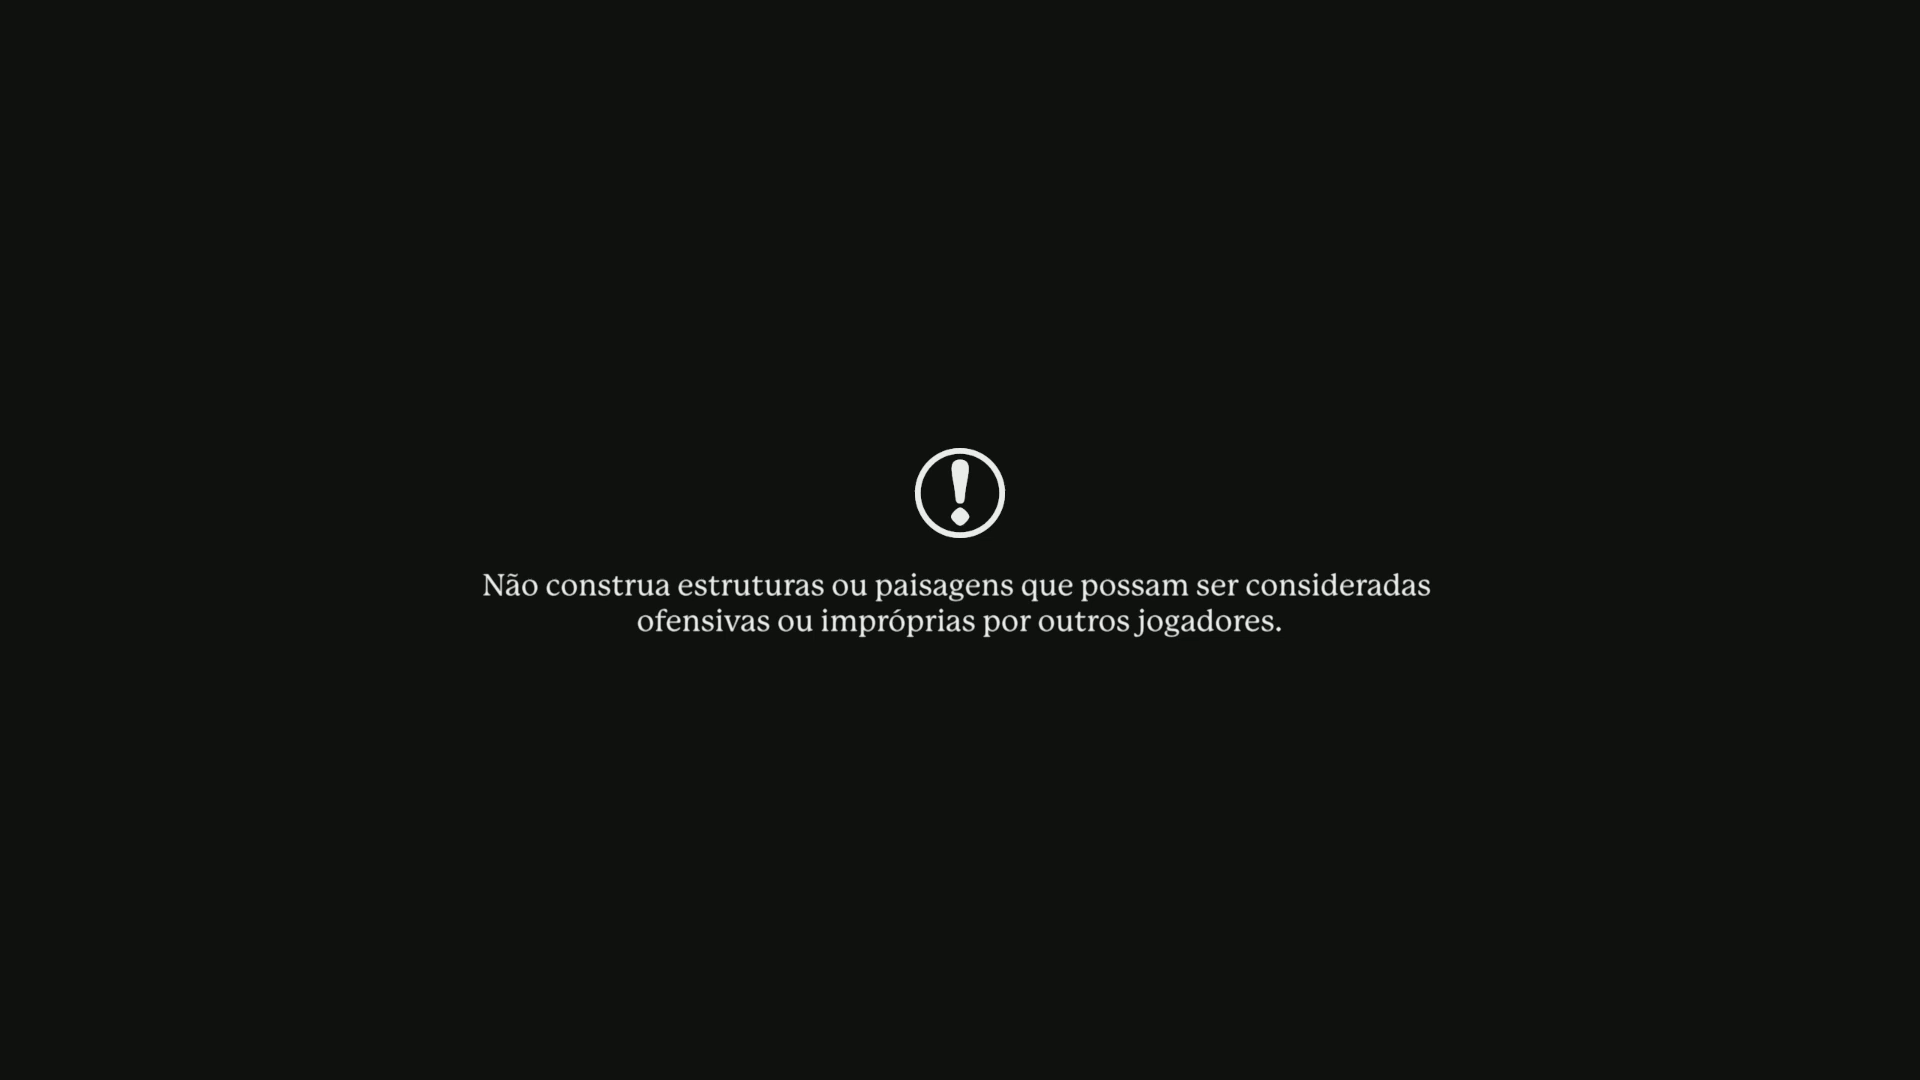 Não construa estruturas ou paisagens que possam ser consideradas
ofensivas ou impróprias por outros jogadores.